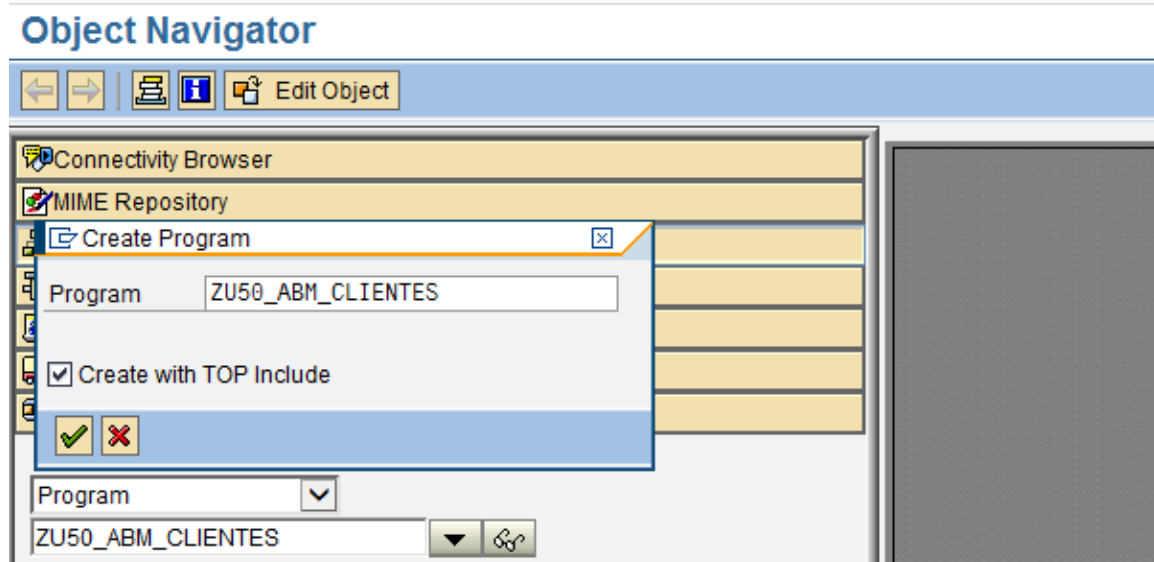 Object Navigator
Edit Object
Connectivity Browser
MIME Repository
Create Program
Program ZU50_ABM_CLIENTES
Create with TOP Include
Program
ZU50_ABM_CLIENTES